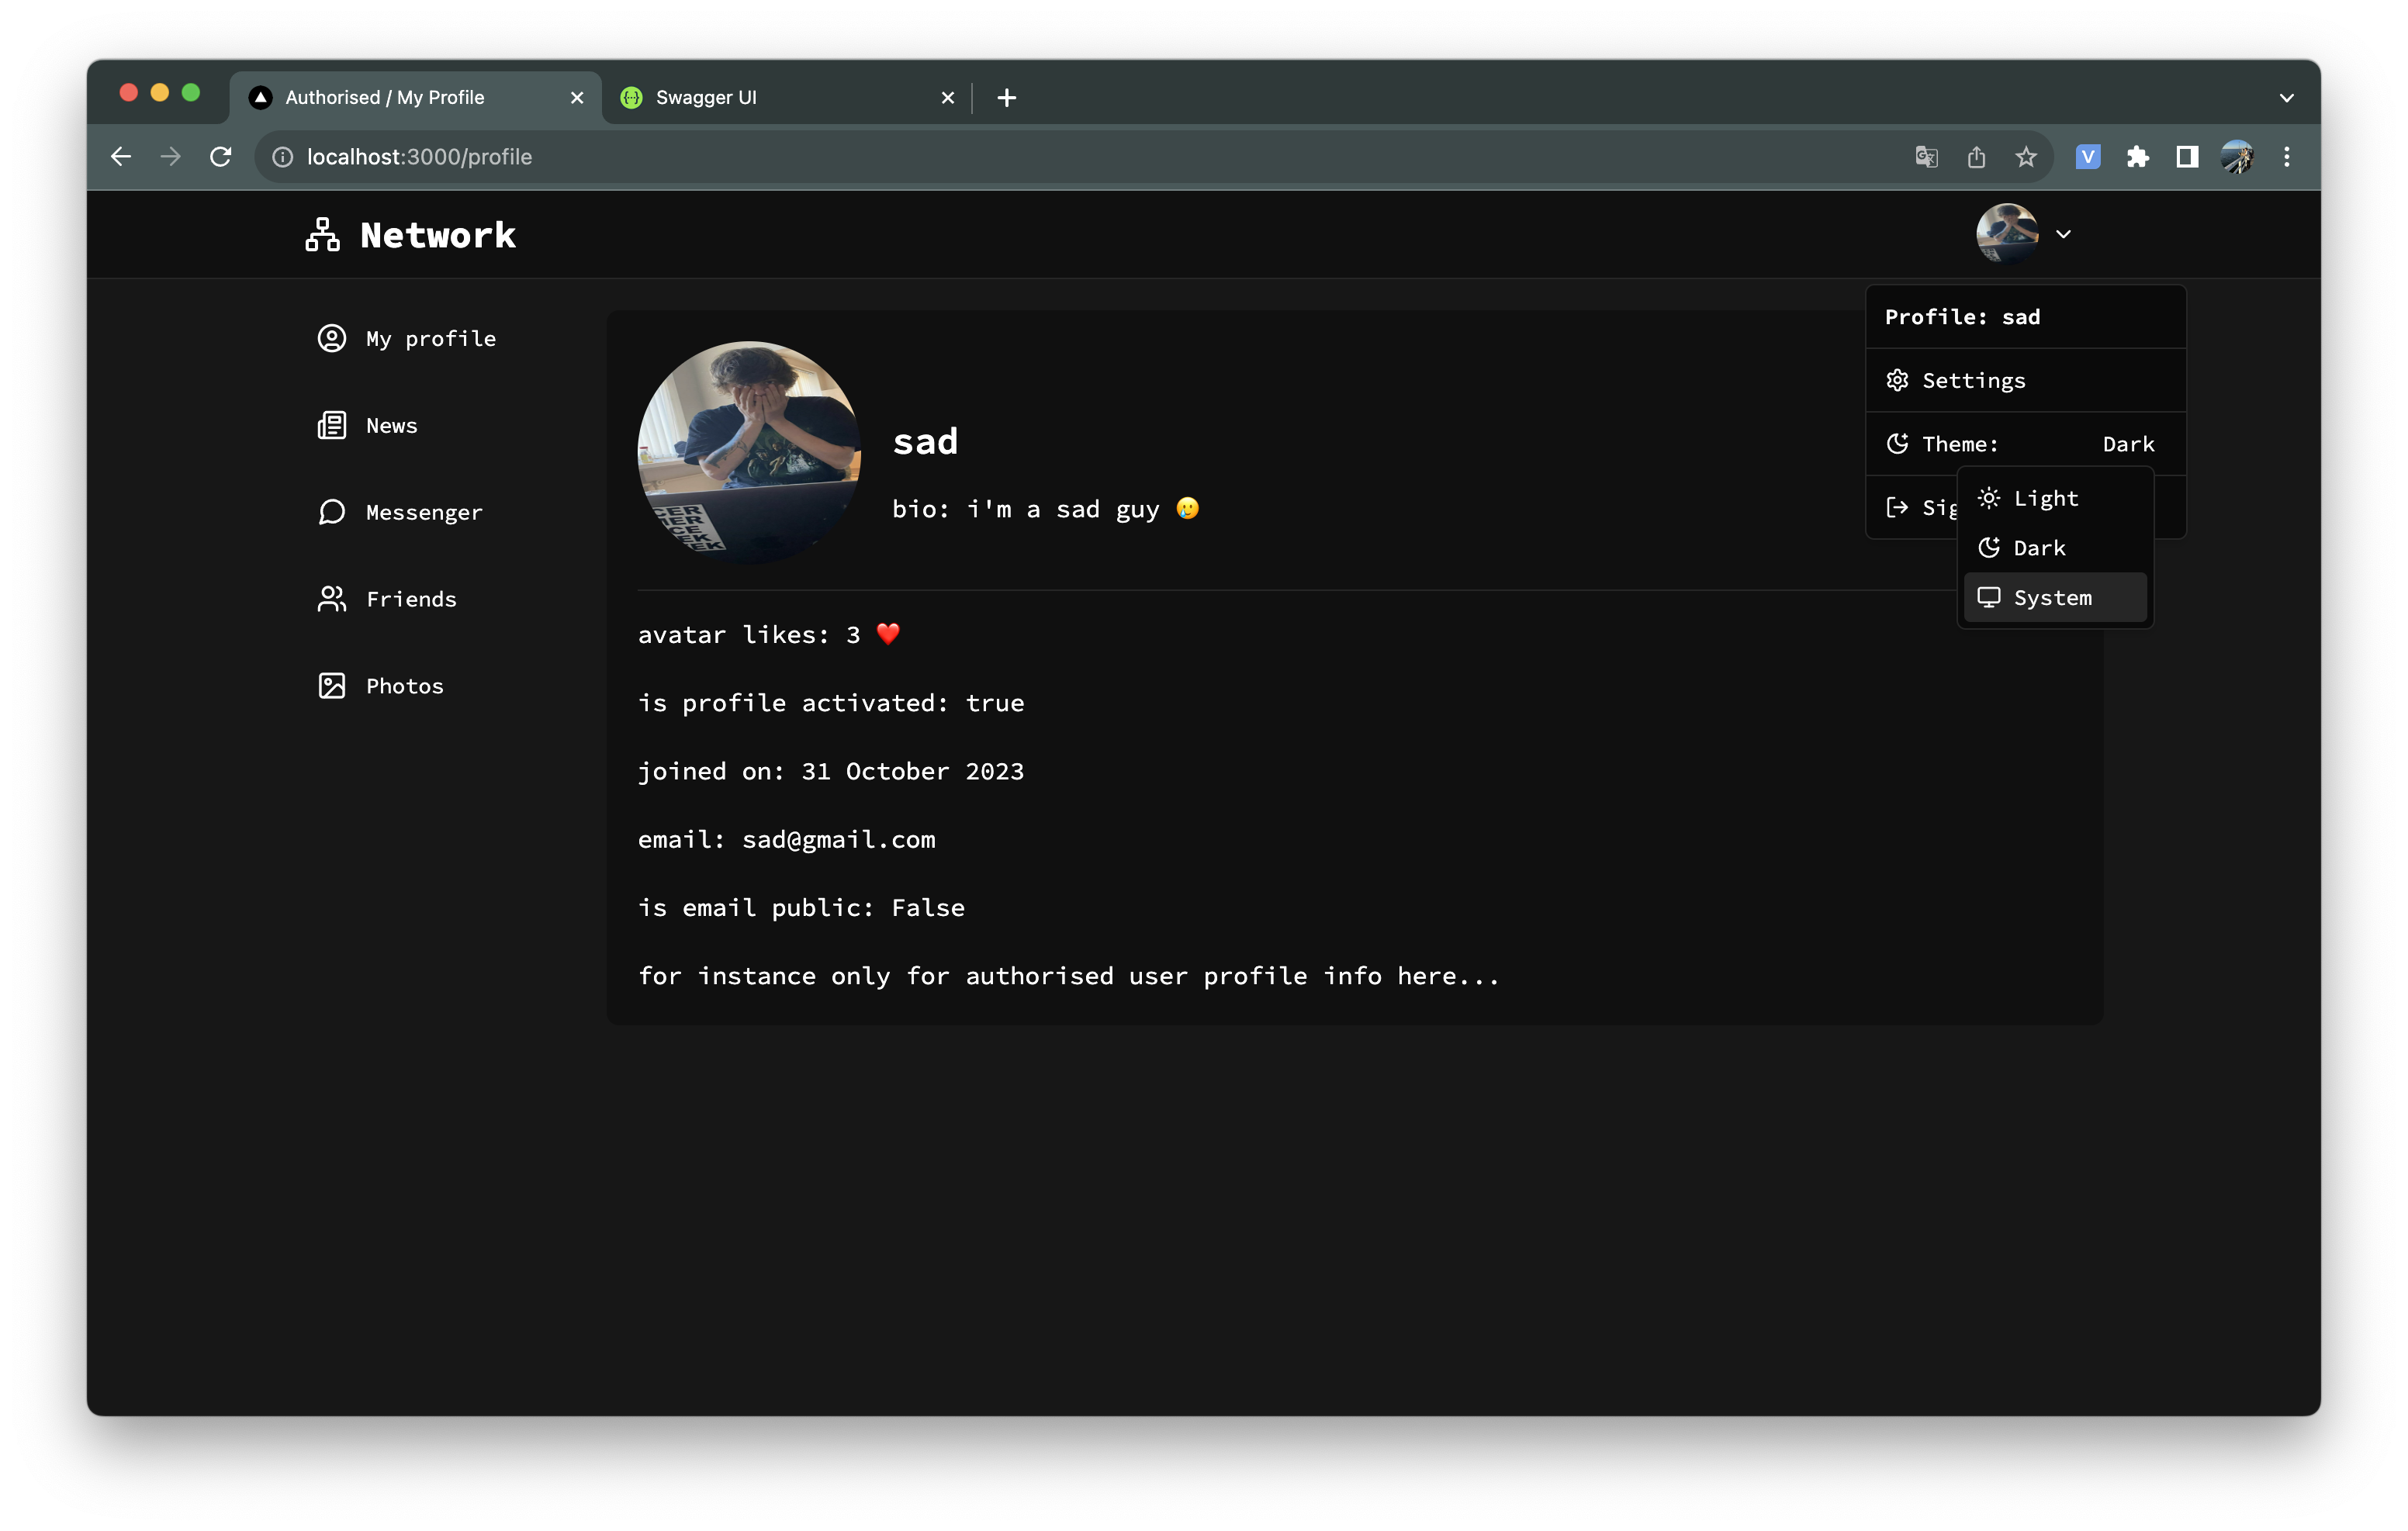 Authorised / My Profile
Swagger UI
localhost:3000/profile
V
Network
My profile
News
Messenger
Friends
Photos
sad
bio: i'm a sad guy 🥲
avatar likes: 3 ❤️
is profile activated: true
joined on: 31 October 2023
email: sad@gmail.com
is email public: False
for instance only for authorised user profile info here...
Profile: sad
Settings
Theme: Dark
Sig
Light
Dark
System